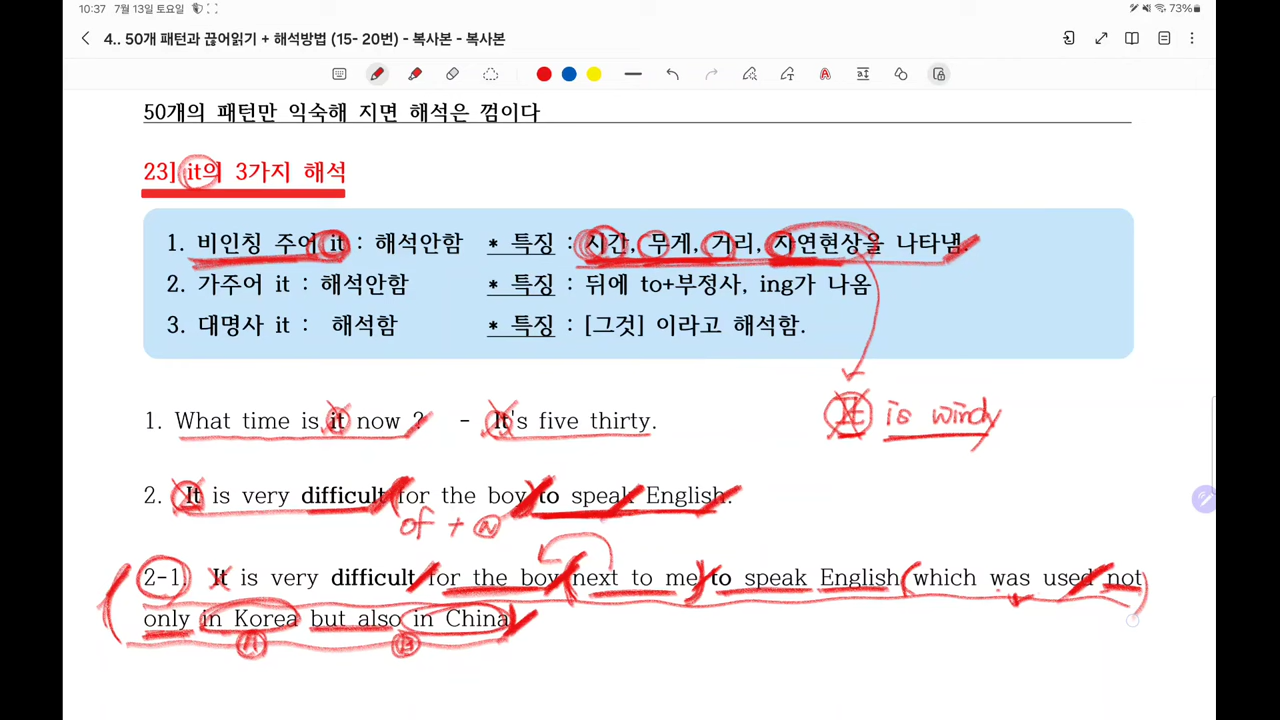 10:37 7월 13일 토요일 73%
4.. 50개 패턴과 끊어읽기 + 해석방법 (15- 20번) - 복사본 - 복사본
50개의 패턴만 익숙해 지면 해석은 껌이다
23] it의 3가지 해석
1. 비인칭 주어 it : 해석안함 * 특징 : 시간, 무게, 거리, 자연현상을 나타냄.
2. 가주어 it : 해석안함 * 특징 : 뒤에 to+부정사, ing가 나옴
3. 대명사 it : 해석함 * 특징 : [그것] 이라고 해석함.
It is windy
1. What time is it now ? - It's five thirty.
2. It is very difficult for the boy to speak English.
of +
2-1. It is very difficult for the boy next to me to speak English which was used not
only in Korea but also in China